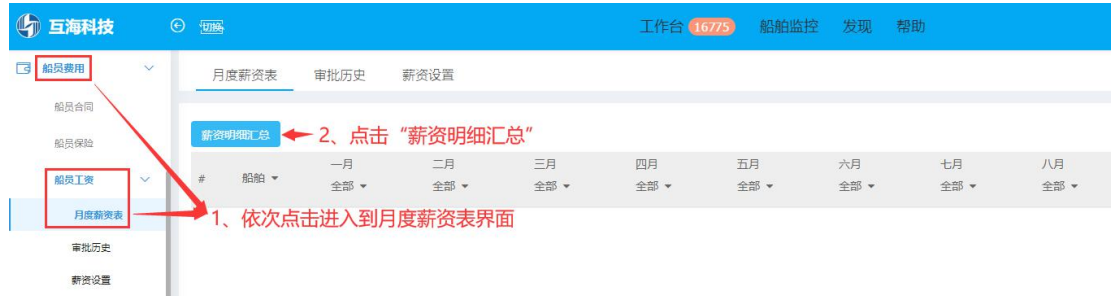 互海科技 切换 工作台 16775 船舶监控 发现 帮助
船员费用 月度薪资表 审批历史 薪资设置
船员合同
薪资明细汇总 2、点击“薪资明细汇总”
船员保险
一月 二月 三月 四月 五月 六月 七月 八月
船员工资 # 船舶
全部 全部 全部 全部 全部 全部 全部 全部
月度薪资表 1、依次点击进入到月度薪资表界面
审批历史
薪资设置